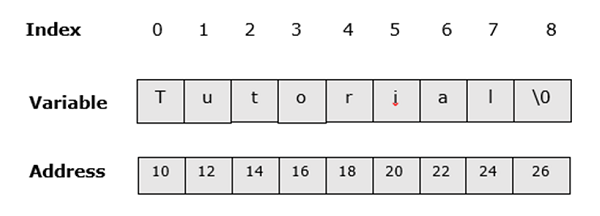 Index 0 1 2 3 4 5 6 7 8
Variable T u t o r i a l \0
Address 10 12 14 16 18 20 22 24 26